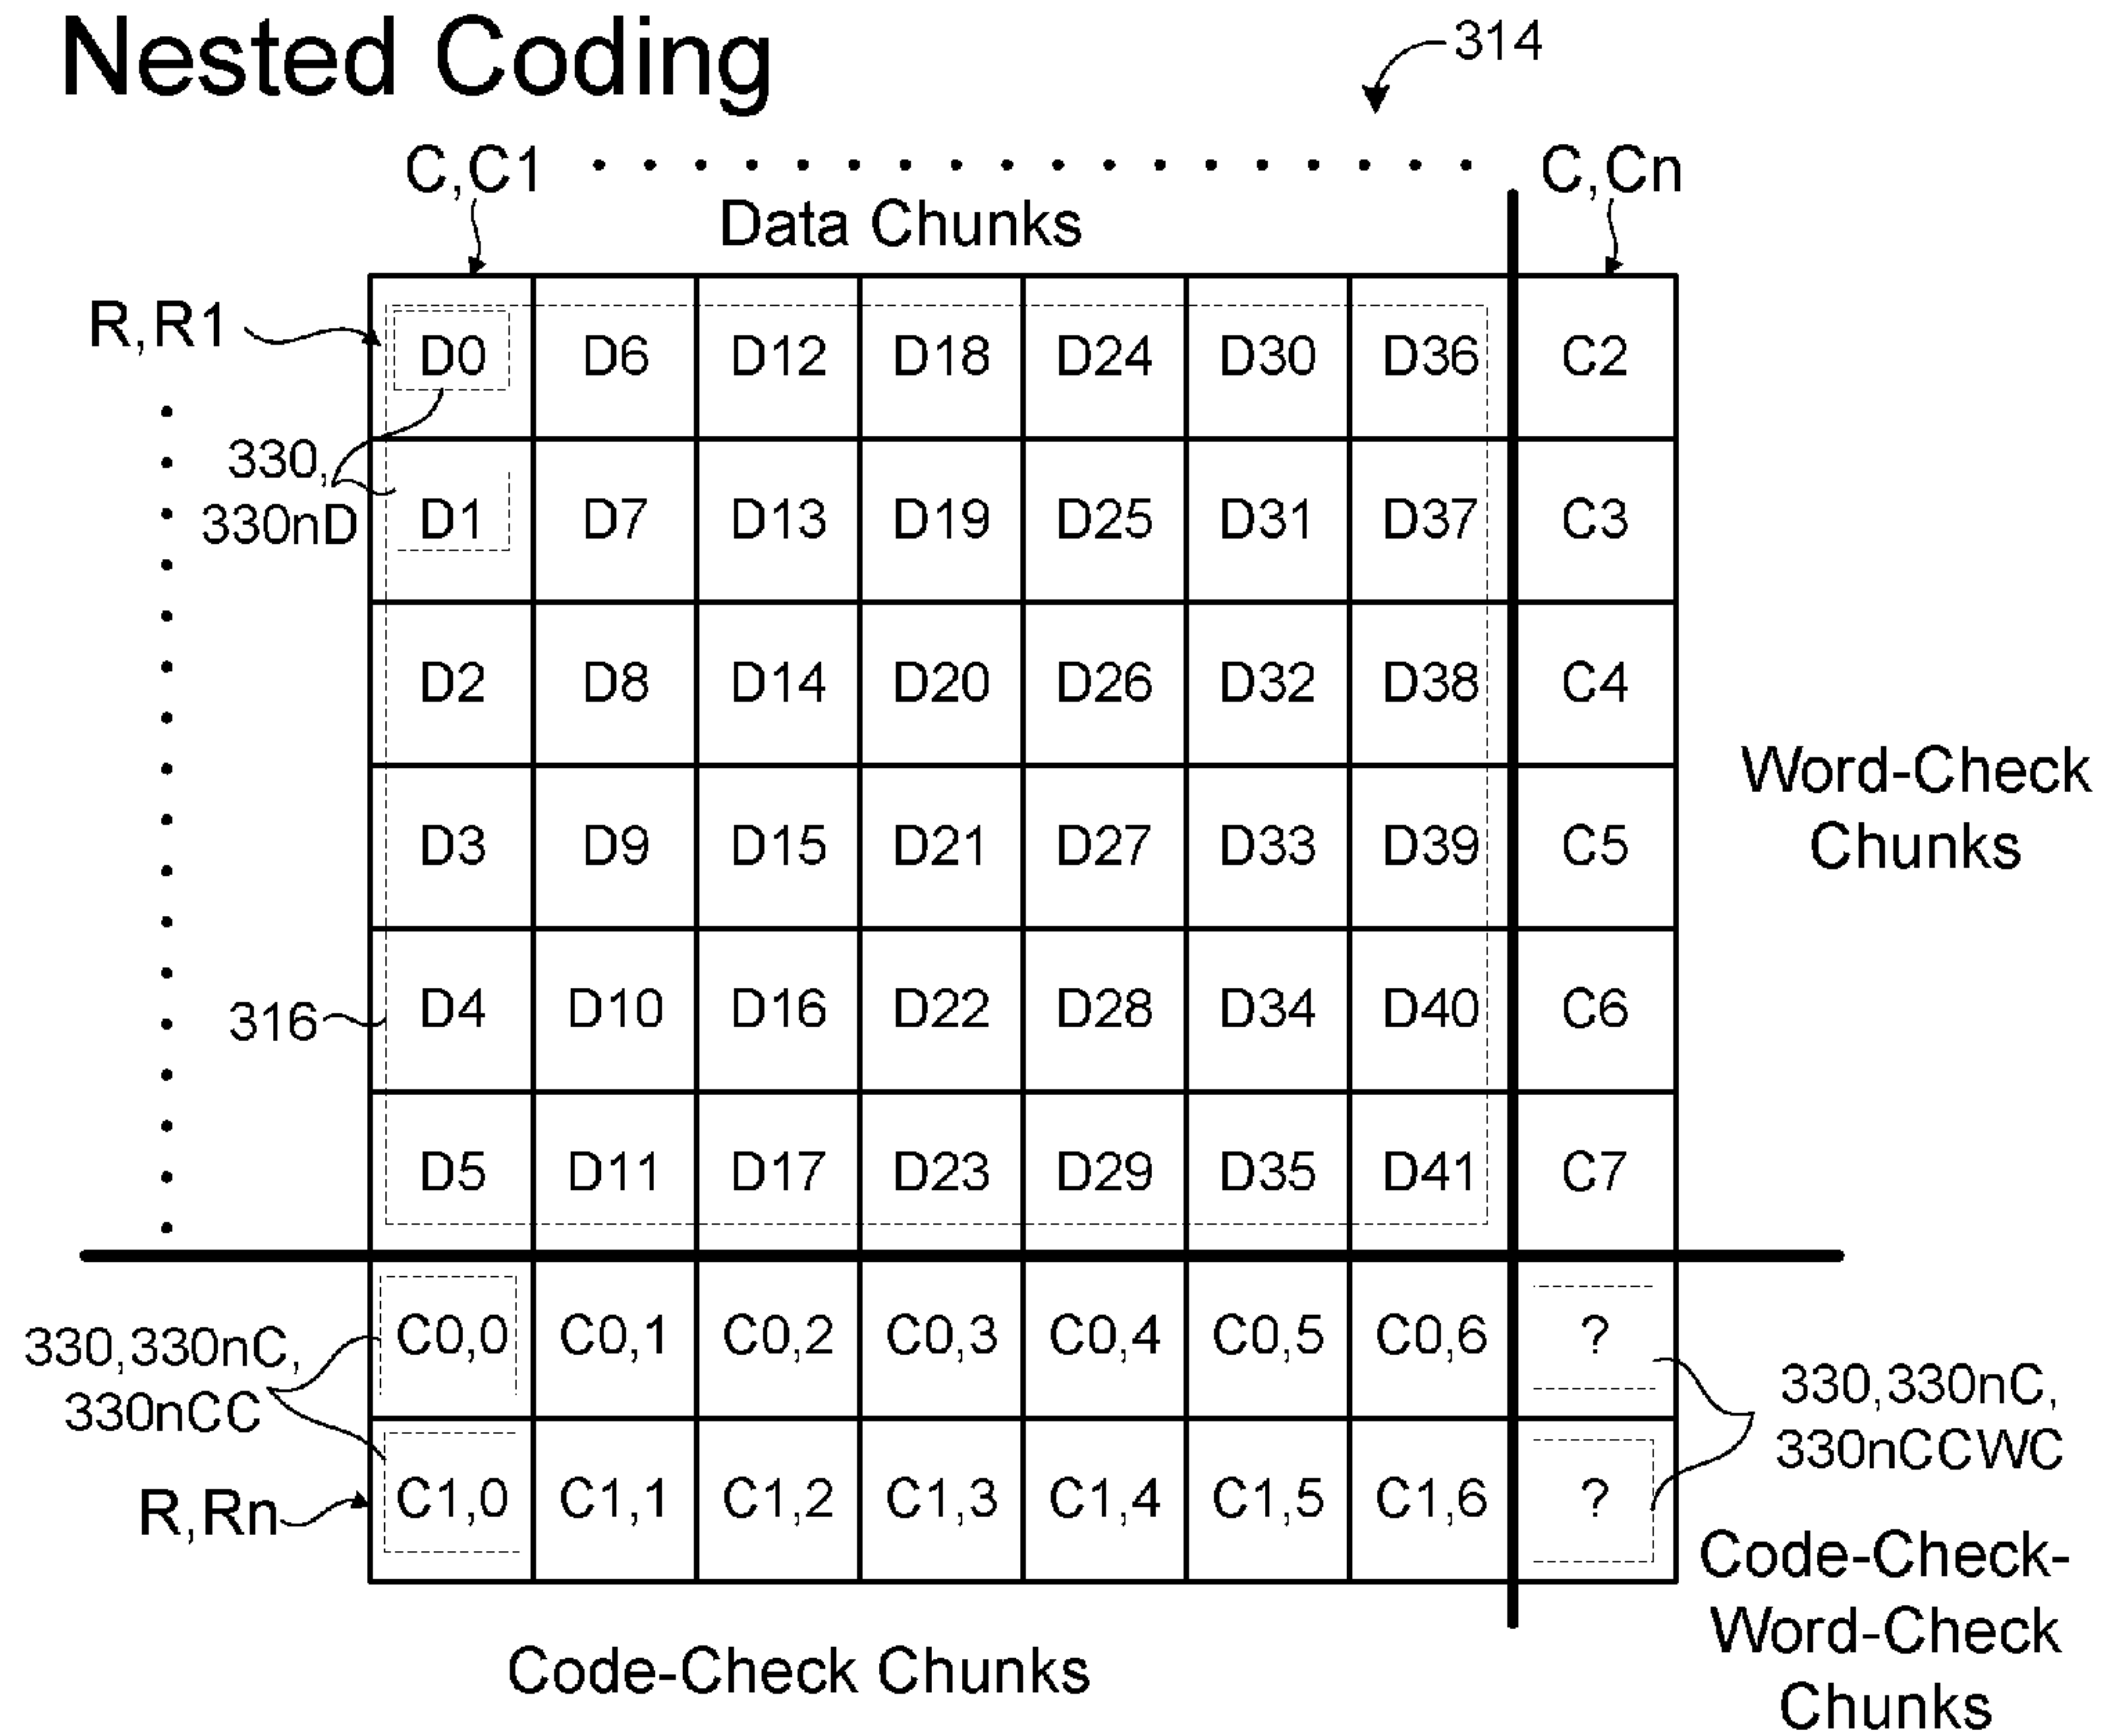 Nested Coding
314
C,C1 C,Cn
Data Chunks
R,R1
D0 D6 D12 D18 D24 D30 D36 C2
330,
330nD
D1 D7 D13 D19 D25 D31 D37 C3
D2 D8 D14 D20 D26 D32 D38 C4
Word-Check
Chunks
D3 D9 D15 D21 D27 D33 D39 C5
316
D4 D10 D16 D22 D28 D34 D40 C6
D5 D11 D17 D23 D29 D35 D41 C7
330,330nC,
330nCC
C0,0 C0,1 C0,2 C0,3 C0,4 C0,5 C0,6 ?
330,330nC,
330nCCWC
R,Rn
C1,0 C1,1 C1,2 C1,3 C1,4 C1,5 C1,6 ?
Code-Check-
Word-Check
Chunks
Code-Check Chunks